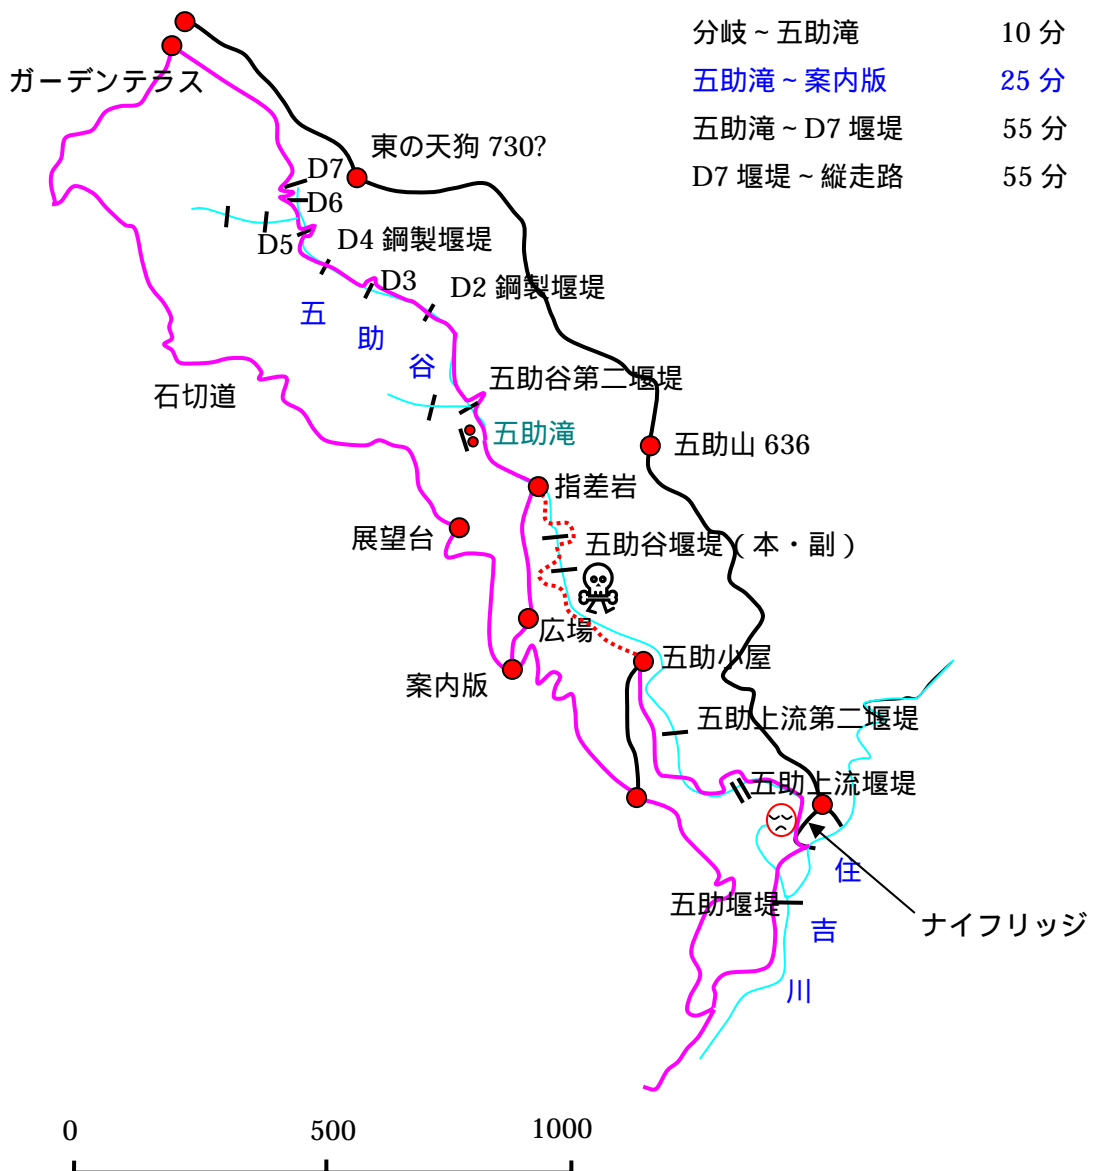 分岐~五助滝 10 分
五助滝~案内版 25 分
五助滝~D7 堰堤 55 分
D7 堰堤~縦走路 55 分
ガーデンテラス
東の天狗 730?
D7
D6
D5
D4 鋼製堰堤
D3
D2 鋼製堰堤
五
助
谷
五助谷第二堰堤
石切道
五助滝
五助山 636
指差岩
展望台
五助谷堰堤(本・副)
広場
五助小屋
案内版
五助上流第二堰堤
五助上流堰堤
住
五助堰堤
吉
ナイフリッジ
川
0 500 1000